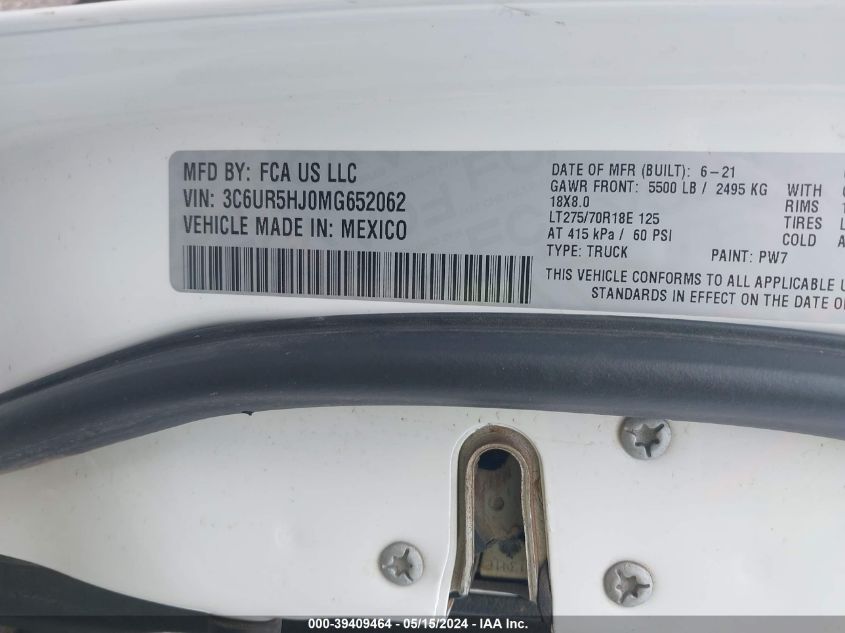 MFD BY: FCA US LLC
VIN: 3C6UR5HJ0MG652062
VEHICLE MADE IN: MEXICO
DATE OF MFR (BUILT): 6-21
GAWR FRONT: 5500 LB / 2495 KG WITH
18X8.0 RIMS
LT275/70R18E 125 TIRES
AT 415 kPa / 60 PSI COLD
TYPE: TRUCK PAINT: PW7
THIS VEHICLE CONFORMS TO ALL APPLICABLE
STANDARDS IN EFFECT ON THE DATE
000-39409464 - 05/15/2024 - IAA Inc.